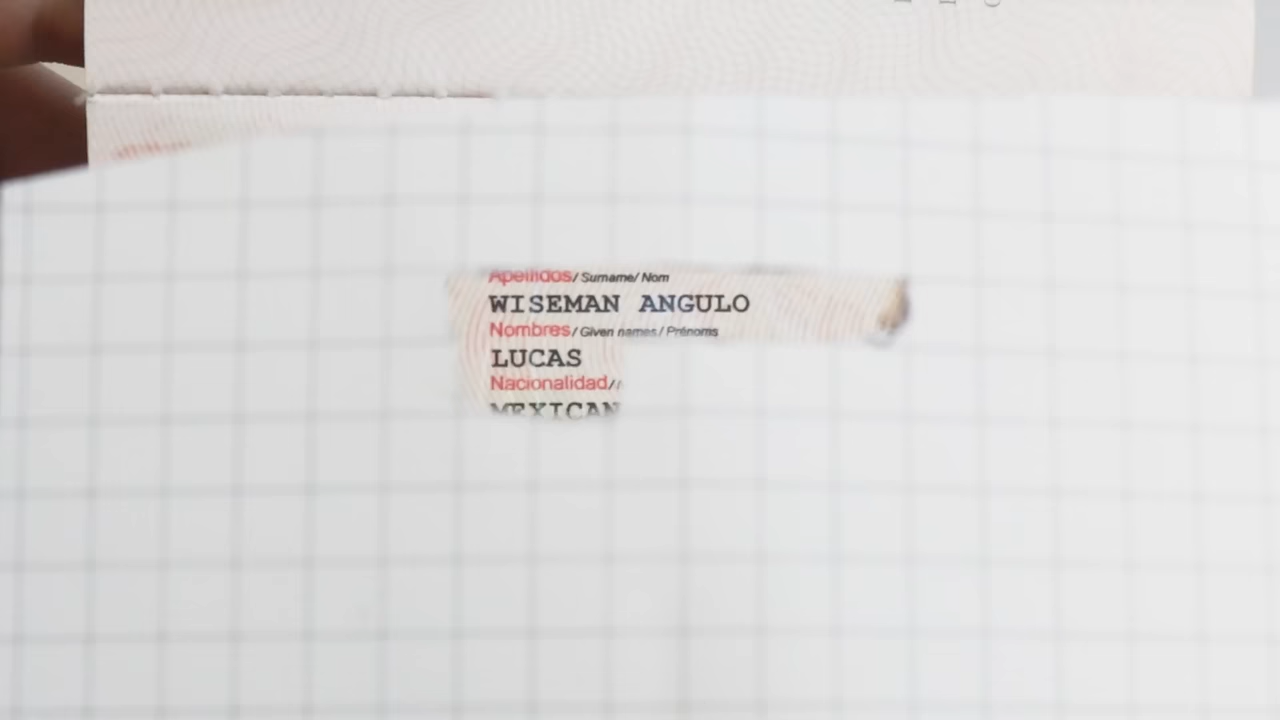 Apellidos/ Surname/ Nom
WISEMAN ANGULO
Nombres/ Given names/ Prénoms
LUCAS
Nacionalidad/
MEXICAN